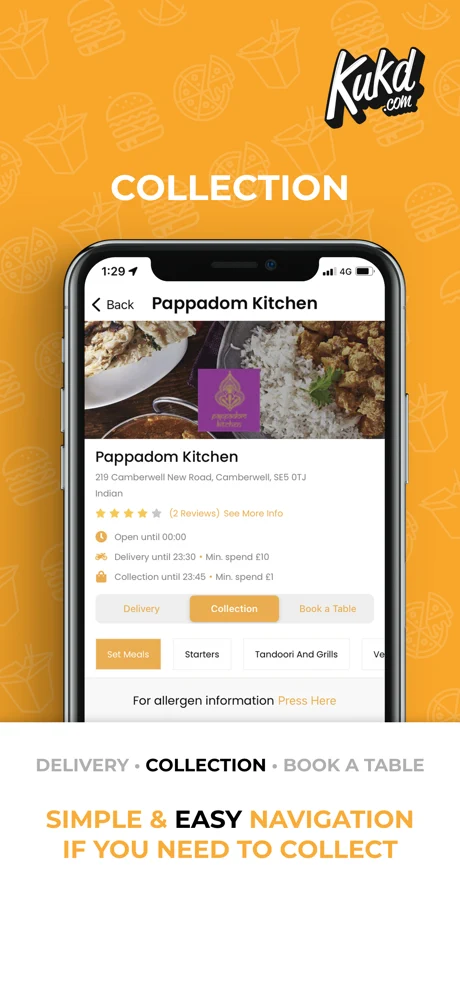 Kukd
.com
COLLECTION
1:29
4G
Back
Pappadom Kitchen
pappadom
kitchen
Pappadom Kitchen
219 Camberwell New Road, Camberwell, SE5 0TJ
Indian
(2 Reviews) See More Info
Open until 00:00
Delivery until 23:30 • Min. spend £10
Collection until 23:45 • Min. spend £1
Delivery
Collection
Book a Table
Set Meals
Starters
Tandoori And Grills
Ve
For allergen information Press Here
DELIVERY • COLLECTION • BOOK A TABLE
SIMPLE & EASY NAVIGATION
IF YOU NEED TO COLLECT